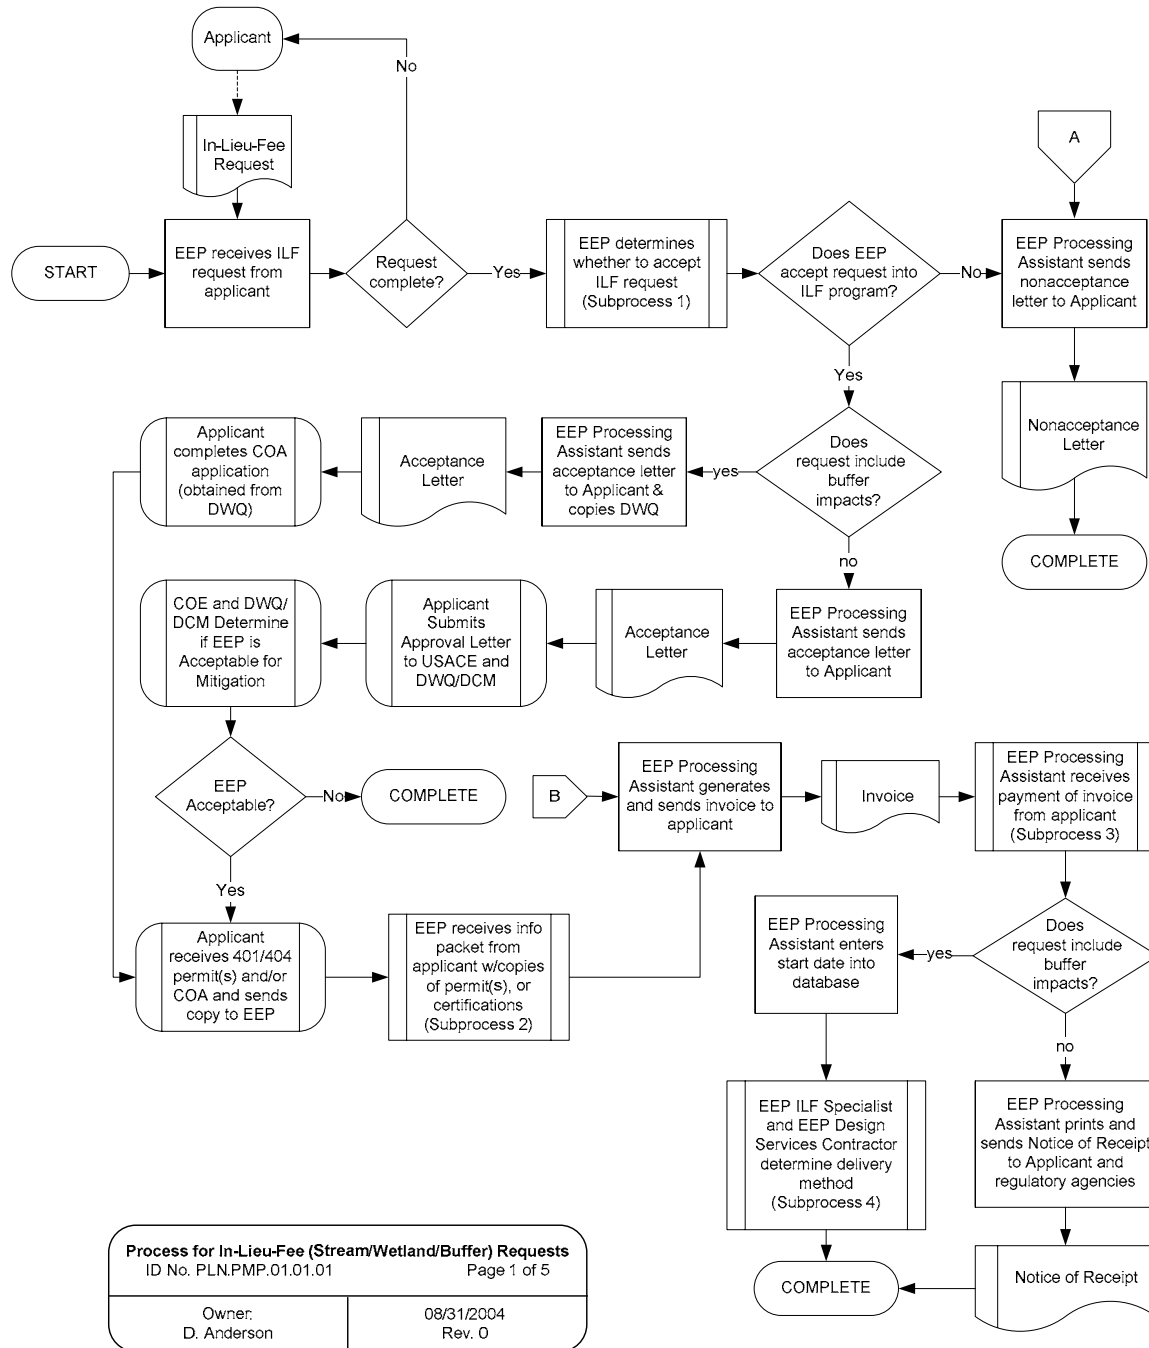 Applicant
No
In-Lieu-Fee
Request
A
START
EEP receives ILF
request from
applicant
Request
complete?
Yes
EEP determines
whether to accept
ILF request
(Subprocess 1)
Does EEP
accept request into
ILF program?
No
EEP Processing
Assistant sends
nonacceptance
letter to Applicant
Yes
Nonacceptance
Letter
COMPLETE
Does
request include
buffer
impacts?
yes
EEP Processing
Assistant sends
acceptance letter
to Applicant &
copies DWQ
Acceptance
Letter
Applicant
completes COA
application
(obtained from
DWQ)
no
EEP Processing
Assistant sends
acceptance letter
to Applicant
Acceptance
Letter
Applicant
Submits
Approval Letter
to USACE and
DWQ/DCM
COE and DWQ/
DCM Determine
if EEP is
Acceptable for
Mitigation
EEP
Acceptable?
No
COMPLETE
Yes
Applicant
receives 401/404
permit(s) and/or
COA and sends
copy to EEP
EEP receives info
packet from
applicant w/copies
of permit(s), or
certifications
(Subprocess 2)
B
EEP Processing
Assistant generates
and sends invoice to
applicant
Invoice
EEP Processing
Assistant receives
payment of invoice
from applicant
(Subprocess 3)
Does
request include
buffer
impacts?
yes
EEP Processing
Assistant enters
start date into
database
no
EEP ILF Specialist
and EEP Design
Services Contractor
determine delivery
method
(Subprocess 4)
EEP Processing
Assistant prints and
sends Notice of Receipt
to Applicant and
regulatory agencies
Notice of Receipt
COMPLETE
Process for In-Lieu-Fee (Stream/Wetland/Buffer) Requests
ID No. PLN.PMP.01.01.01 Page 1 of 5
Owner:
D. Anderson
08/31/2004
Rev. 0